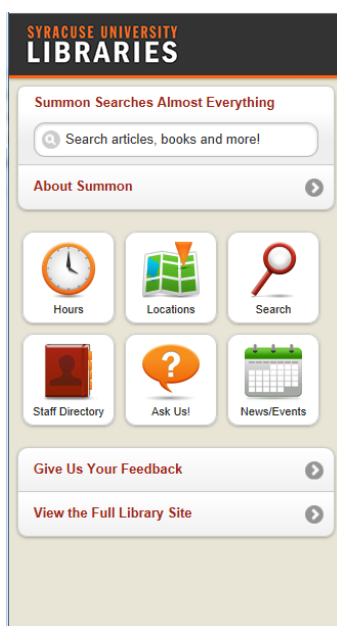 SYRACUSE UNIVERSITY
LIBRARIES
Summon Searches Almost Everything
Search articles, books and more!
About Summon
Hours
Locations
Search
Staff Directory
?
Ask Us!
News/Events
Give Us Your Feedback
View the Full Library Site